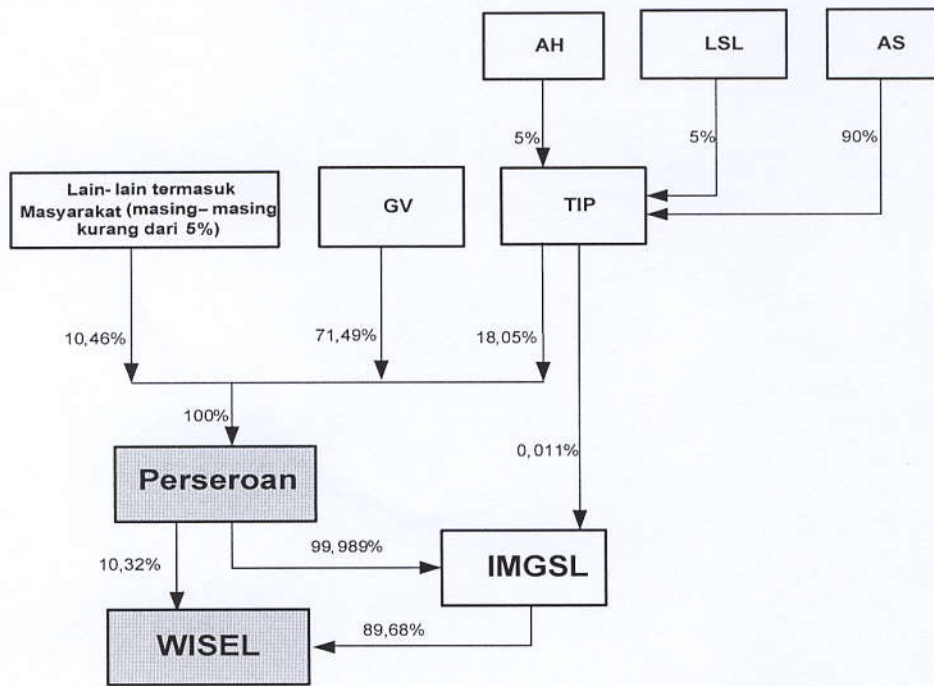 AH
LSL
AS
5%
5%
90%
Lain- lain termasuk
Masyarakat (masing– masing
kurang dari 5%)
GV
TIP
10,46%
71,49%
18,05%
100%
0,011%
Perseroan
10,32%
99,989%
IMGSL
WISEL
89,68%